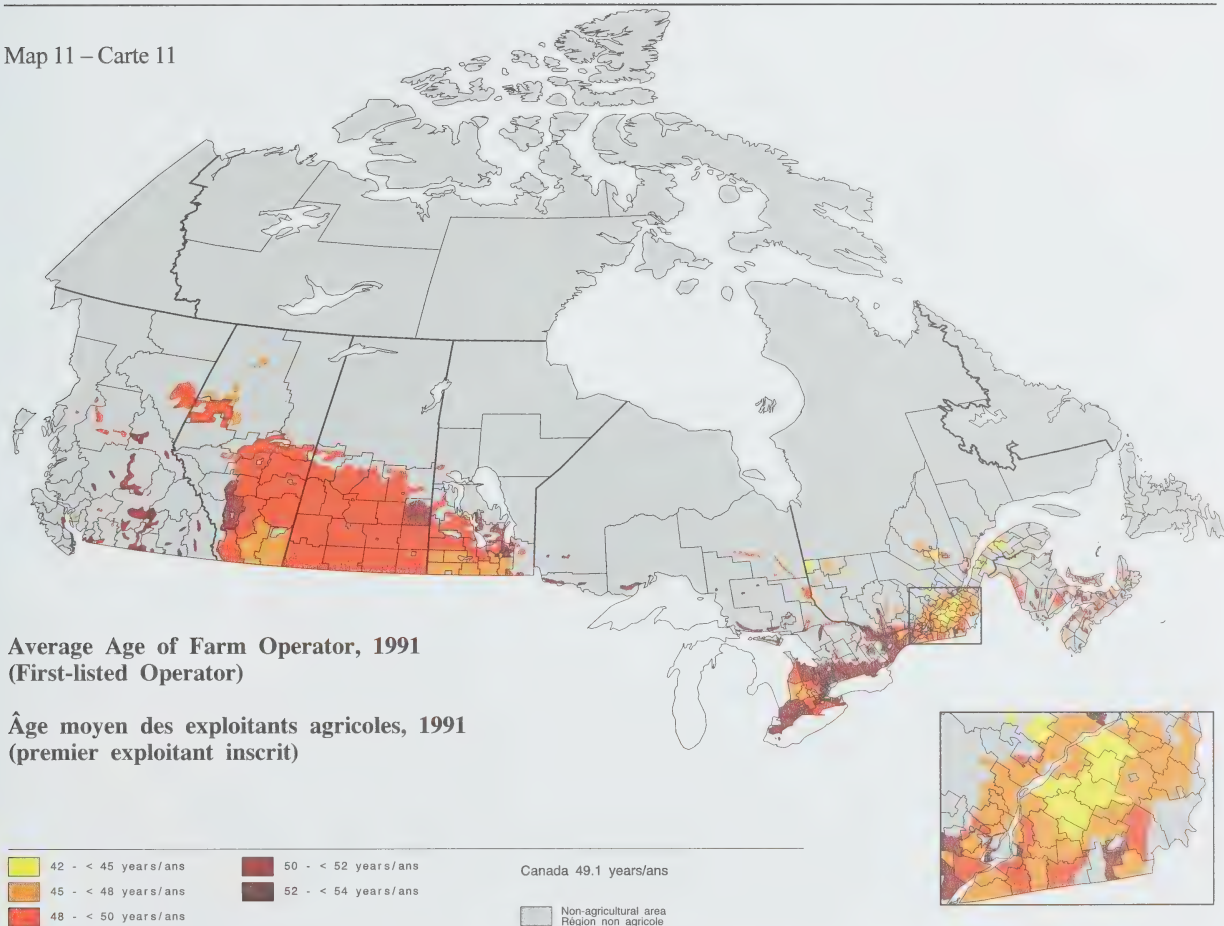 Map 11 – Carte 11
Average Age of Farm Operator, 1991
(First-listed Operator)
Âge moyen des exploitants agricoles, 1991
(premier exploitant inscrit)
42 - < 45 years/ans
45 - < 48 years/ans
48 - < 50 years/ans
50 - < 52 years/ans
52 - < 54 years/ans
Canada 49.1 years/ans
Non-agricultural area
Région non agricole